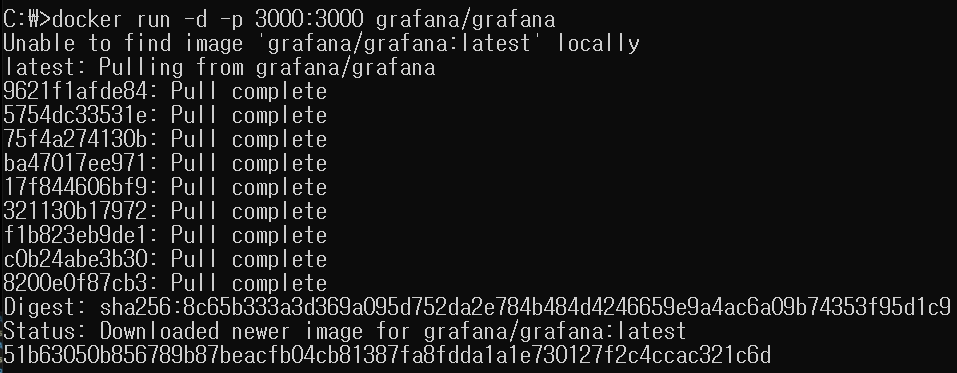 C:\>docker run -d -p 3000:3000 grafana/grafana
Unable to find image 'grafana/grafana:latest' locally
latest: Pulling from grafana/grafana
9621f1afde84: Pull complete
5754dc33531e: Pull complete
75f4a274130b: Pull complete
ba47017ee971: Pull complete
17f844606bf9: Pull complete
321130b17972: Pull complete
f1b823eb9de1: Pull complete
c0b24abe3b30: Pull complete
8200e0f87cb3: Pull complete
Digest: sha256:8c65b333a3d369a095d752da2e784b484d4246659e9a4ac6a09b74353f95d1c9
Status: Downloaded newer image for grafana/grafana:latest
51b63050b856789b87beacfb04cb81387fa8fdda1a1e730127f2c4ccac321c6d